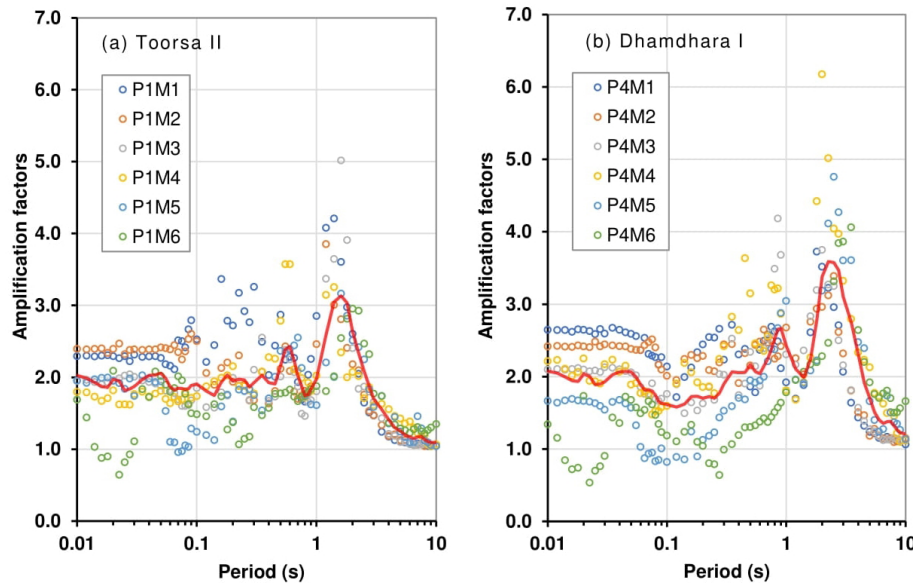 (a) Toorsa II
P1M1
P1M2
P1M3
P1M4
P1M5
P1M6
7.0
6.0
5.0
4.0
3.0
2.0
1.0
0.0
0.01
0.1
1
10
Amplification factors
Period (s)
(b) Dhamdhara I
P4M1
P4M2
P4M3
P4M4
P4M5
P4M6
7.0
6.0
5.0
4.0
3.0
2.0
1.0
0.0
0.01
0.1
1
10
Amplification factors
Period (s)